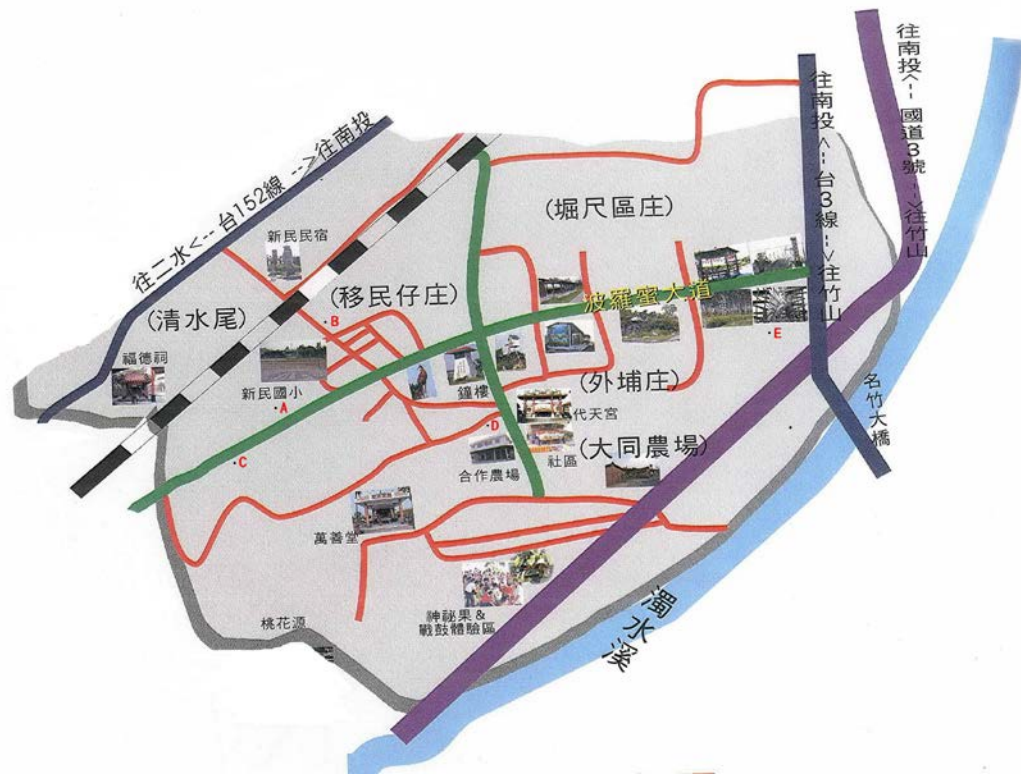 往南投<--國道3號-->往竹山
往南投<--台3線-->往竹山
往二水<--台152線-->往南投
(堀尺區庄)
新民民宿
(移民仔庄)
波羅蜜大道
(清水尾)
B
E
福德祠
新民國小
A
鐘樓
(外埔庄)
名竹大橋
代天宮
D
(大同農場)
C
合作農場
社區
萬善堂
神祕果&
戰鼓體驗區
桃花源
濁水溪